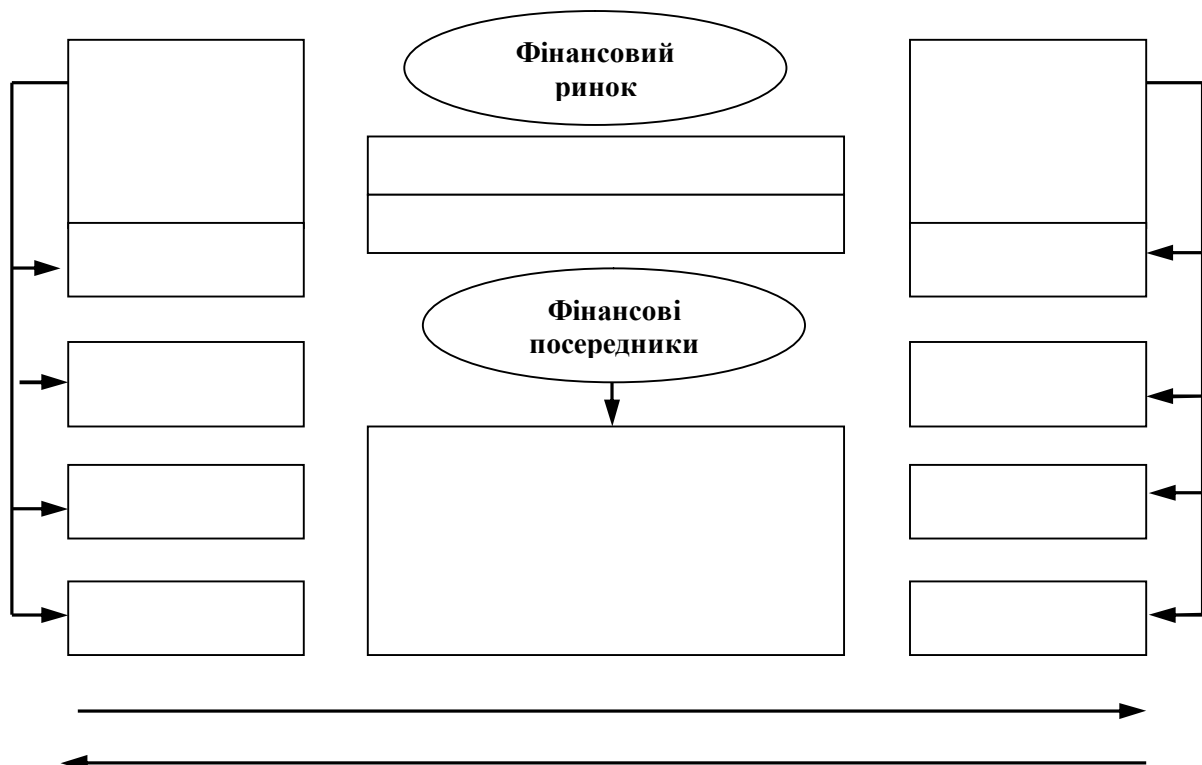 Фінансовий
ринок
Фінансові
посередники